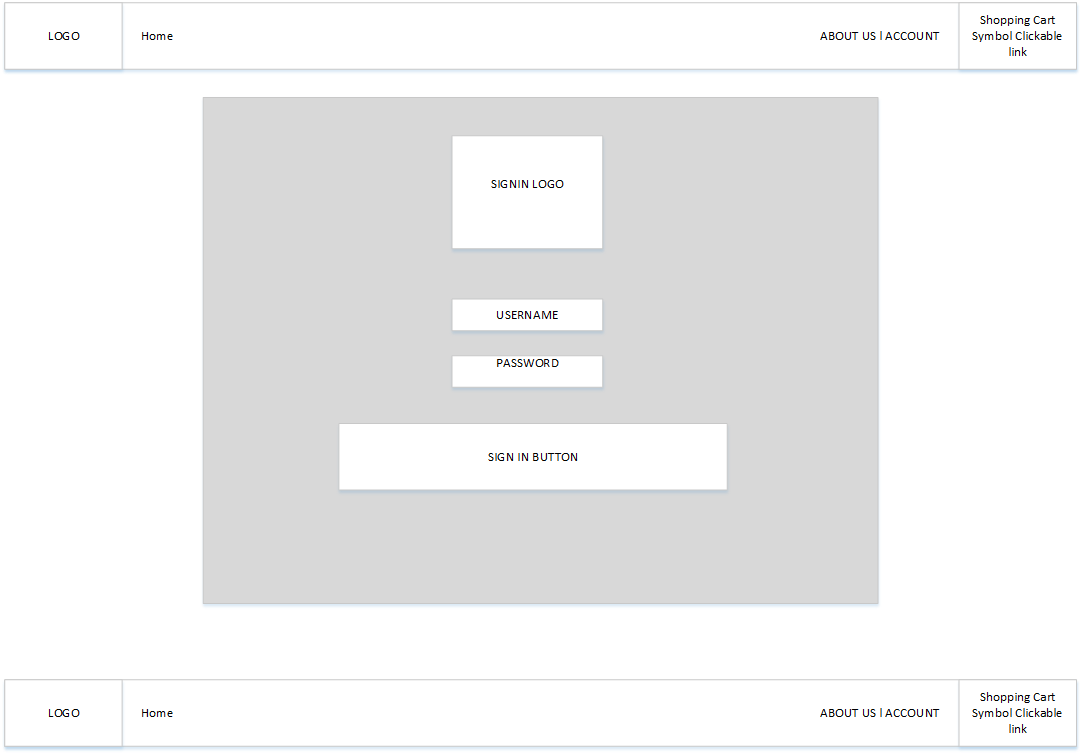 LOGO
Home
ABOUT US | ACCOUNT
Shopping Cart
Symbol Clickable
link
SIGNIN LOGO
USERNAME
PASSWORD
SIGN IN BUTTON
LOGO
Home
ABOUT US | ACCOUNT
Shopping Cart
Symbol Clickable
link